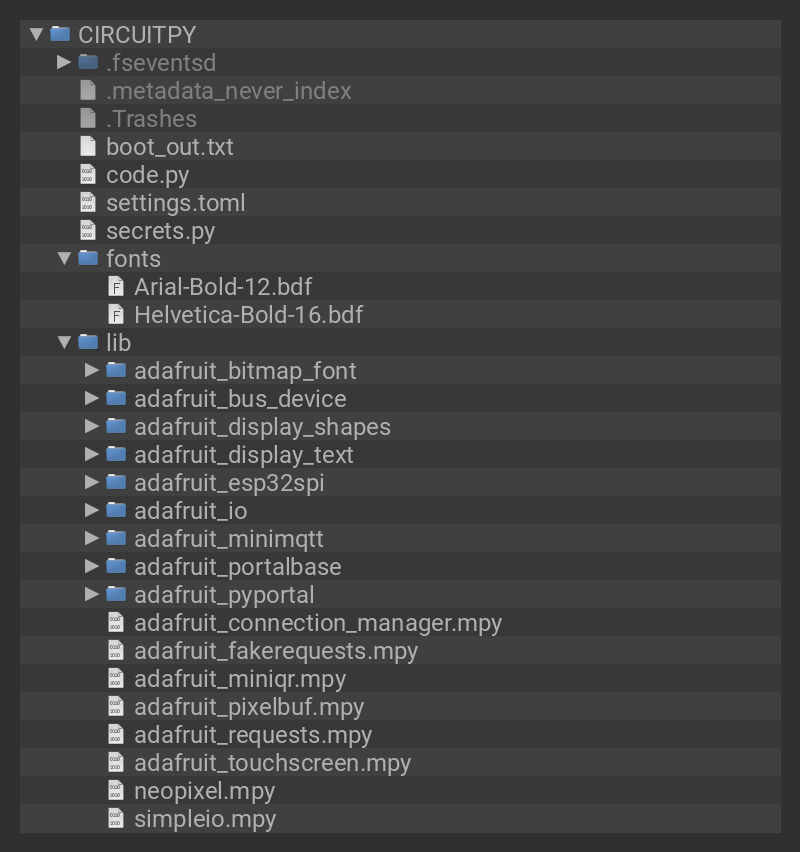 CIRCUITPY
.fseventsd
.metadata_never_index
.Trashes
boot_out.txt
code.py
settings.toml
secrets.py
fonts
Arial-Bold-12.bdf
Helvetica-Bold-16.bdf
lib
adafruit_bitmap_font
adafruit_bus_device
adafruit_display_shapes
adafruit_display_text
adafruit_esp32spi
adafruit_io
adafruit_minimqtt
adafruit_portalbase
adafruit_pyportal
adafruit_connection_manager.mpy
adafruit_fakerequests.mpy
adafruit_miniqr.mpy
adafruit_pixelbuf.mpy
adafruit_requests.mpy
adafruit_touchscreen.mpy
neopixel.mpy
simpleio.mpy